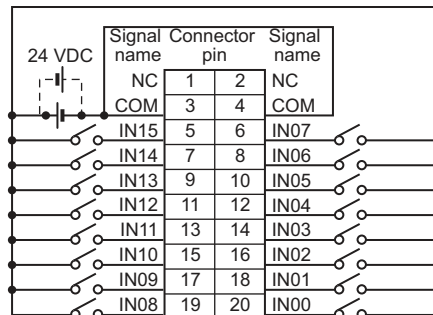 Signal Connector Signal
name pin name
24 VDC
NC 1 2 NC
COM 3 4 COM
IN15 5 6 IN07
IN14 7 8 IN06
IN13 9 10 IN05
IN12 11 12 IN04
IN11 13 14 IN03
IN10 15 16 IN02
IN09 17 18 IN01
IN08 19 20 IN00